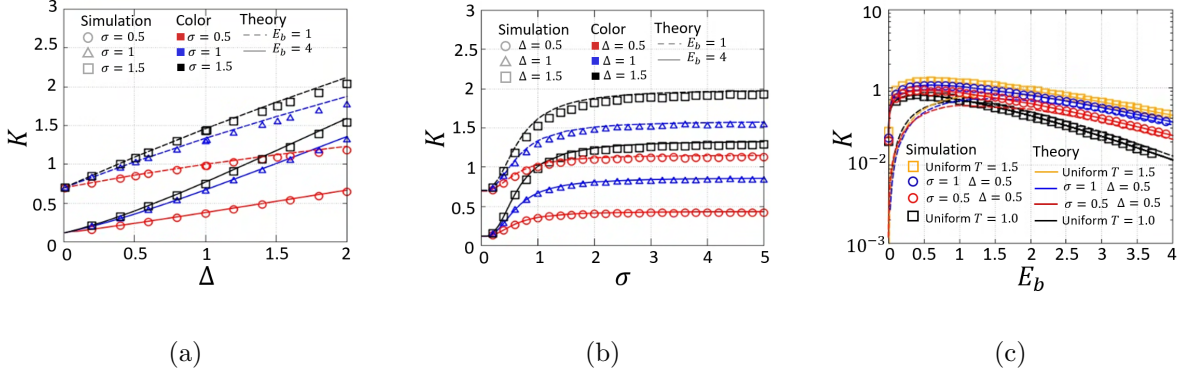 3
2.5
2
1.5
1
0.5
0
0 0.5 1.0 1.5 2
K
Δ
Simulation Color Theory
σ = 0.5 σ = 0.5 E_b = 1
σ = 1 σ = 1 E_b = 4
σ = 1.5 σ = 1.5
(a)
3
2.5
2
1.5
1
0.5
0
0 1.0 2 3 4 5
K
σ
Simulation Color Theory
Δ = 0.5 Δ = 0.5 E_b = 1
Δ = 1 Δ = 1 E_b = 4
Δ = 1.5 Δ = 1.5
(b)
10
1
10⁻²
10⁻³
0 0.5 1 1.5 2 2.5 3 3.5 4
K
E_b
Simulation Theory
Uniform T = 1.5 Uniform T = 1.5
σ = 1 Δ = 0.5 σ = 1 Δ = 0.5
σ = 0.5 Δ = 0.5 σ = 0.5 Δ = 0.5
Uniform T = 1.0 Uniform T = 1.0
(c)